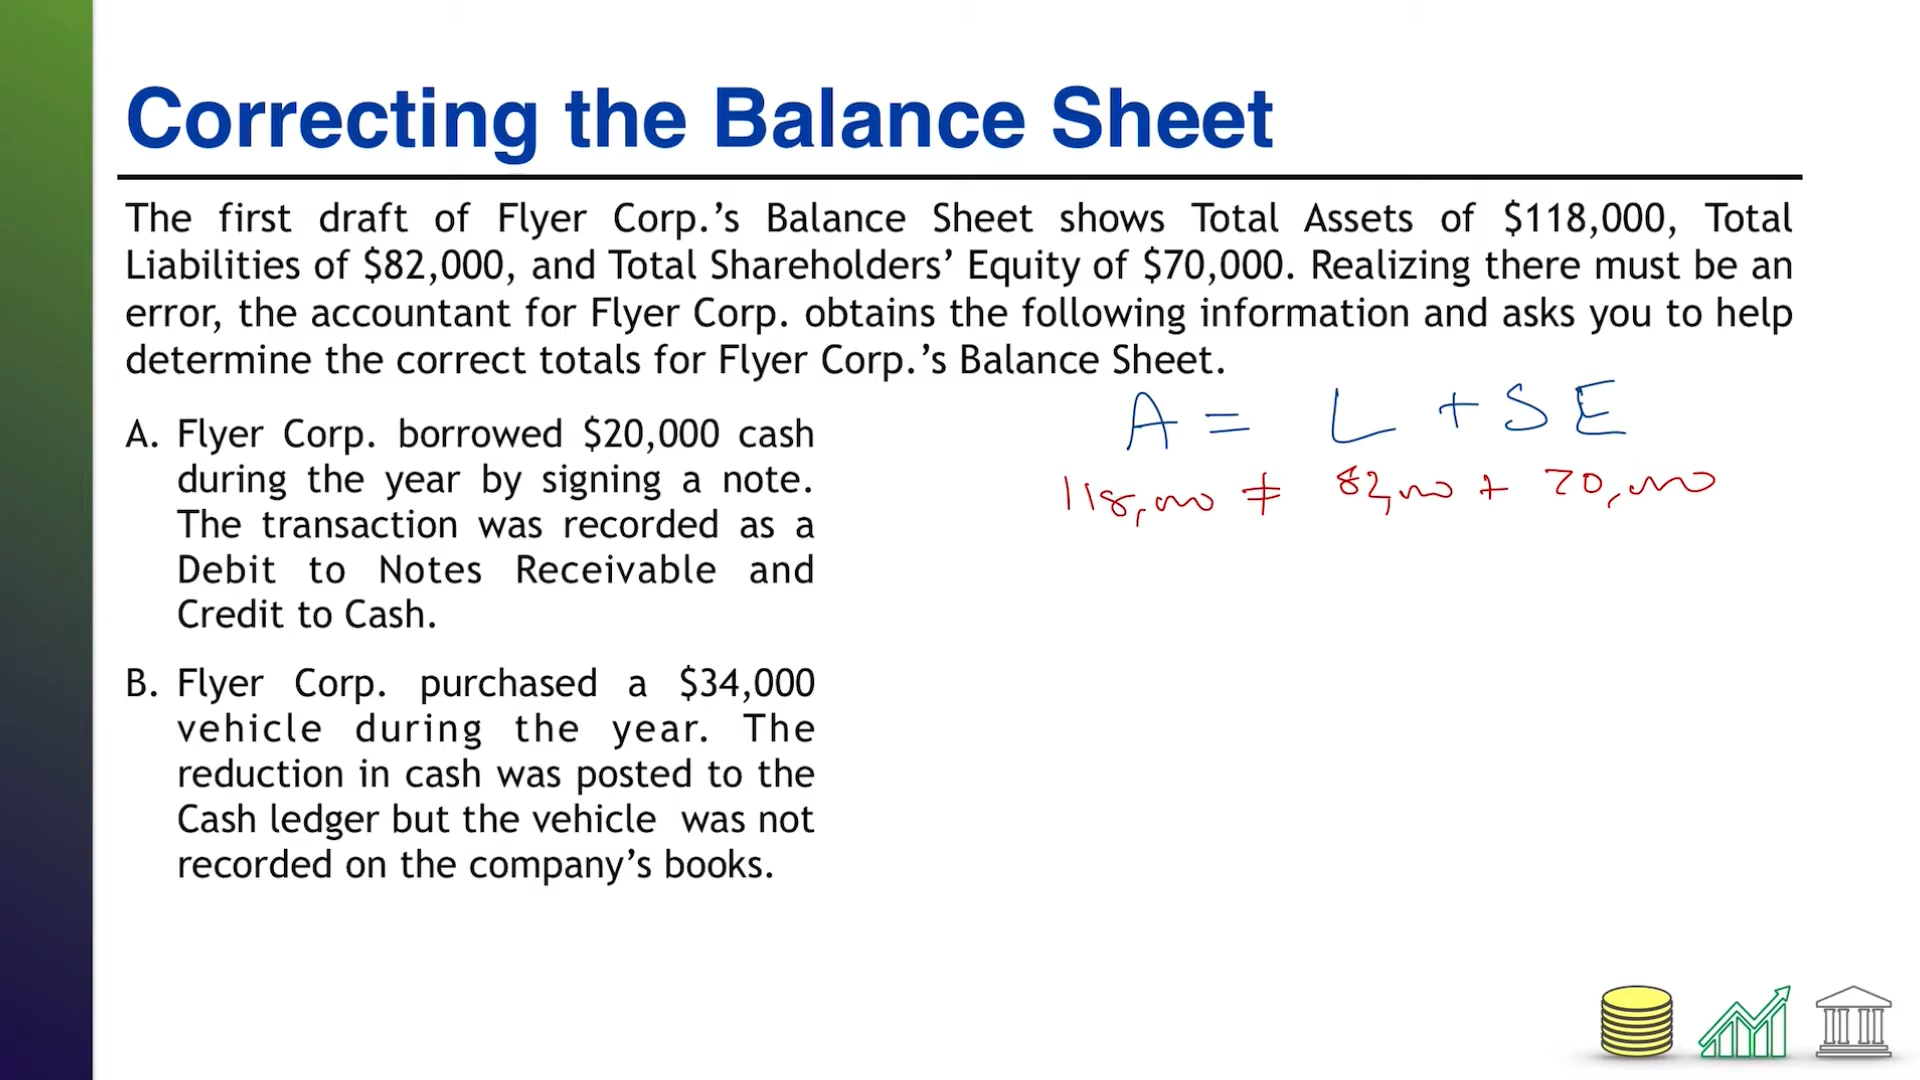 Correcting the Balance Sheet
The first draft of Flyer Corp.’s Balance Sheet shows Total Assets of $118,000, Total
Liabilities of $82,000, and Total Shareholders’ Equity of $70,000. Realizing there must be an
error, the accountant for Flyer Corp. obtains the following information and asks you to help
determine the correct totals for Flyer Corp.’s Balance Sheet.
A = L + SE
118,000 ≠ 82,000 + 70,000
A. Flyer Corp. borrowed $20,000 cash
during the year by signing a note.
The transaction was recorded as a
Debit to Notes Receivable and
Credit to Cash.
B. Flyer Corp. purchased a $34,000
vehicle during the year. The
reduction in cash was posted to the
Cash ledger but the vehicle was not
recorded on the company’s books.